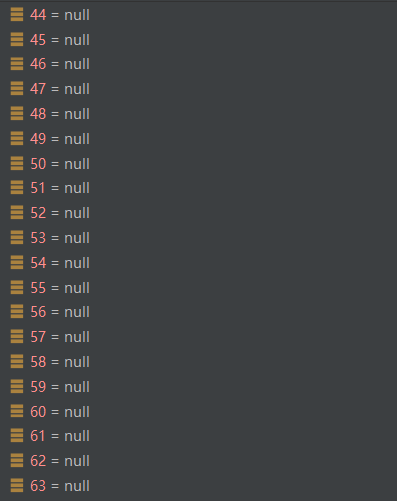 44 = null
45 = null
46 = null
47 = null
48 = null
49 = null
50 = null
51 = null
52 = null
53 = null
54 = null
55 = null
56 = null
57 = null
58 = null
59 = null
60 = null
61 = null
62 = null
63 = null